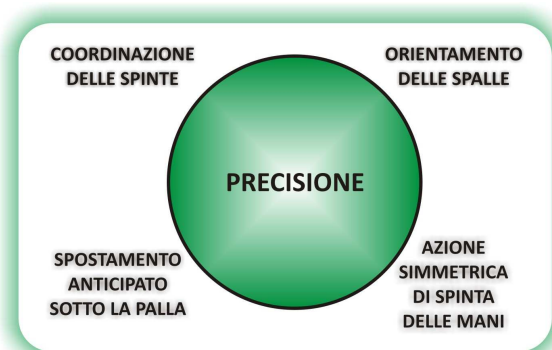 COORDINAZIONE
DELLE SPINTE
ORIENTAMENTO
DELLE SPALLE
PRECISIONE
SPOSTAMENTO
ANTICIPATO
SOTTO LA PALLA
AZIONE
SIMMETRICA
DI SPINTA
DELLE MANI